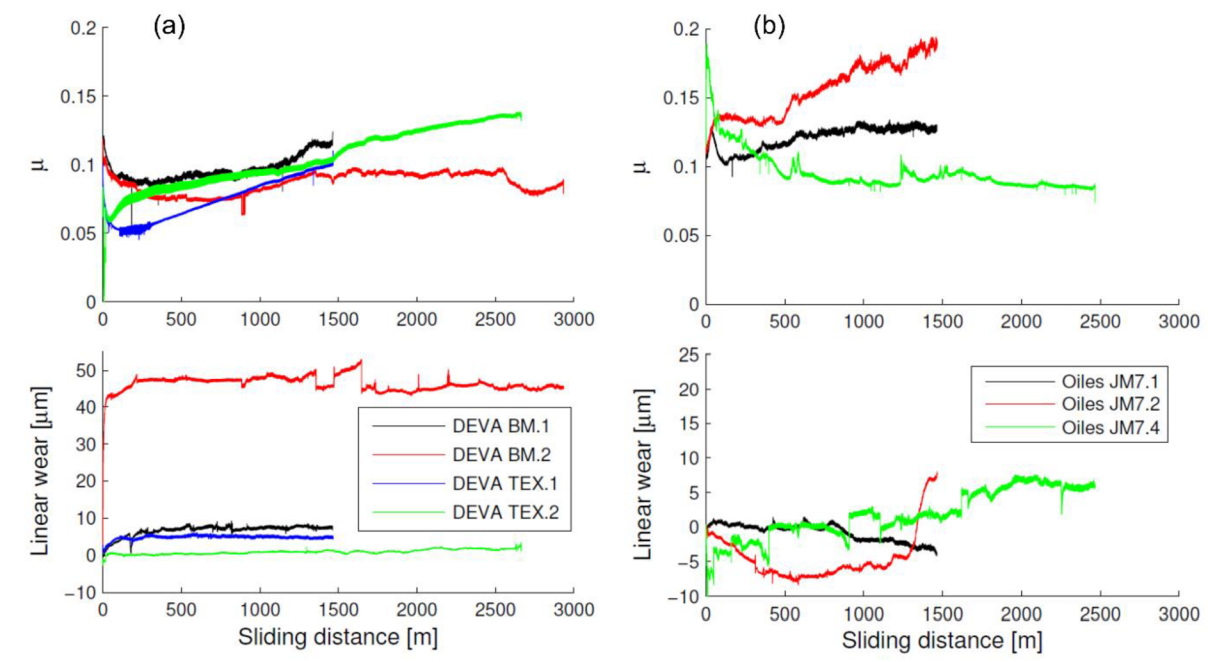 (a)
0.2
0.15
0.1
0.05
0
μ
0 500 1000 1500 2000 2500 3000
(b)
0.2
0.15
0.1
0.05
0
μ
0 500 1000 1500 2000 2500 3000
50
40
30
20
10
0
−10
Linear wear [μm]
DEVA BM.1
DEVA BM.2
DEVA TEX.1
DEVA TEX.2
0 500 1000 1500 2000 2500 3000
Sliding distance [m]
25
20
15
10
5
0
−5
−10
Linear wear [μm]
Oiles JM7.1
Oiles JM7.2
Oiles JM7.4
0 500 1000 1500 2000 2500 3000
Sliding distance [m]